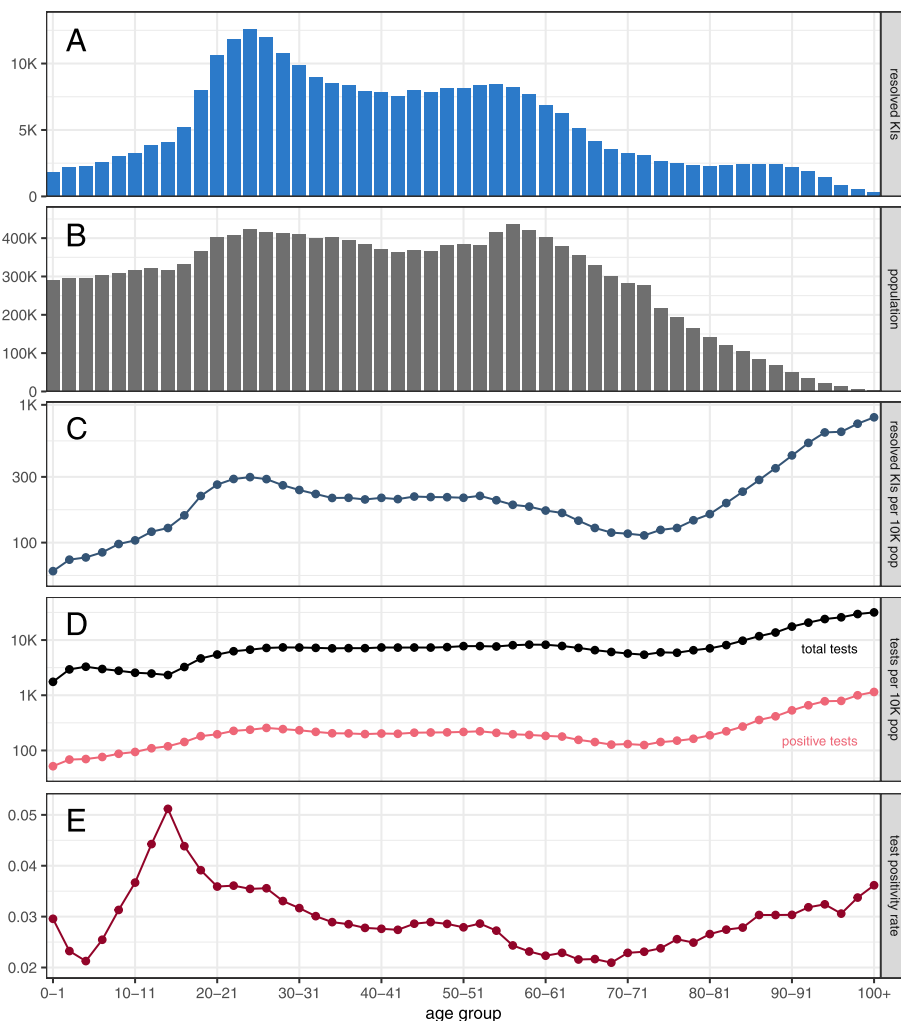 A
10K
5K
0
resolved KIs
B
400K
300K
200K
100K
0
population
C
1K
300
100
resolved KIs per 10K pop
D
10K
1K
100
total tests
positive tests
tests per 10K pop
E
0.05
0.04
0.03
0.02
test positivity rate
0–1 10–11 20–21 30–31 40–41 50–51 60–61 70–71 80–81 90–91 100+
age group